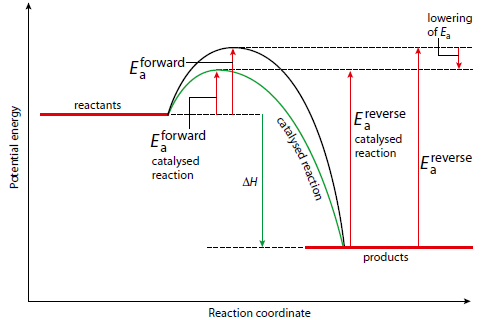 lowering
of Ea
Eaforward
reactants
Eaforward
catalysed
reaction
ΔH
catalysed reaction
Eareverse
catalysed
reaction
Eareverse
products
Potential energy
Reaction coordinate